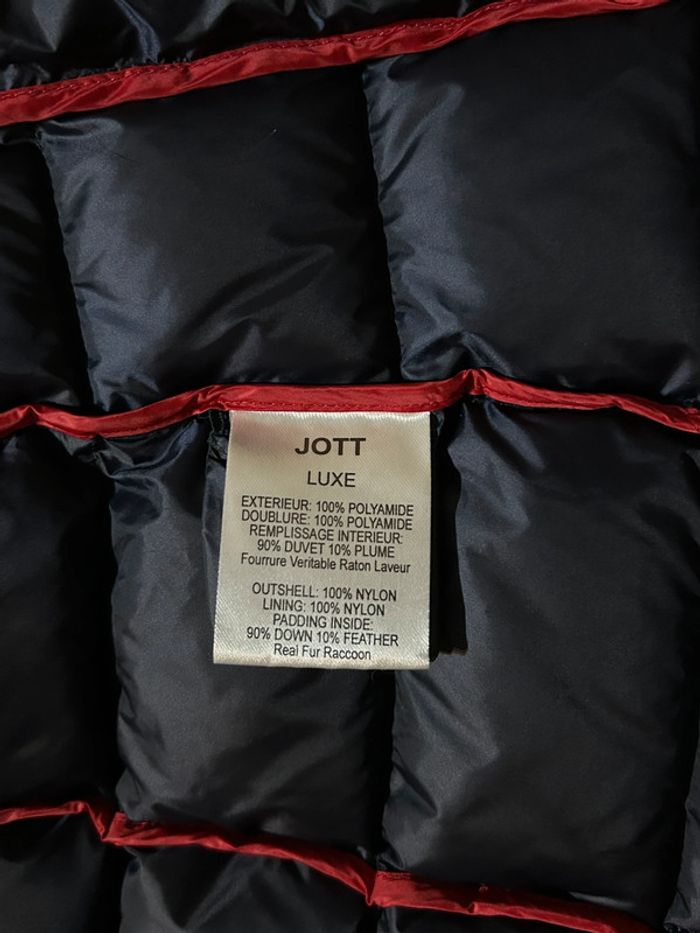 JOTT
LUXE
EXTERIEUR: 100% POLYAMIDE
DOUBLURE: 100% POLYAMIDE
REMPLISSAGE INTERIEUR:
90% DUVET 10% PLUME
Fourrure Veritable Raton Laveur
OUTSHELL: 100% NYLON
LINING: 100% NYLON
PADDING INSIDE:
90% DOWN 10% FEATHER
Real Fur Raccoon